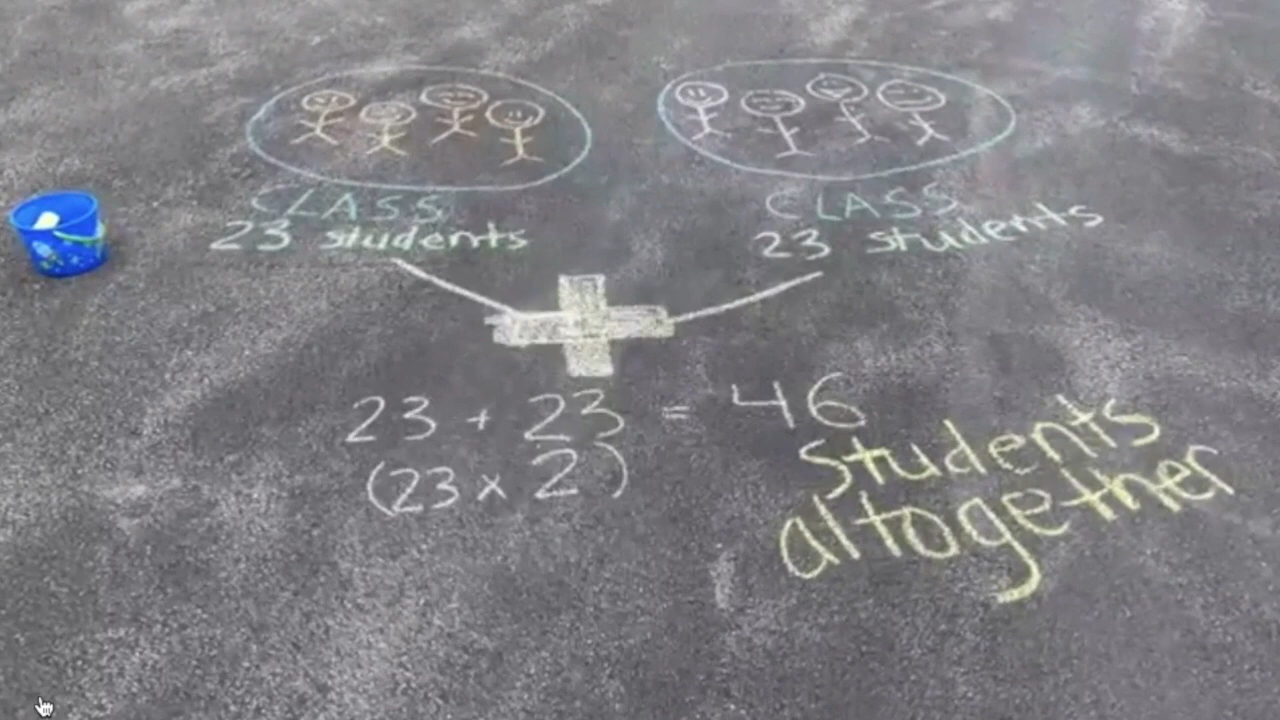 CLASS
23 students
CLASS
23 students
+
23 + 23 = 46
(23 x 2)
students
altogether